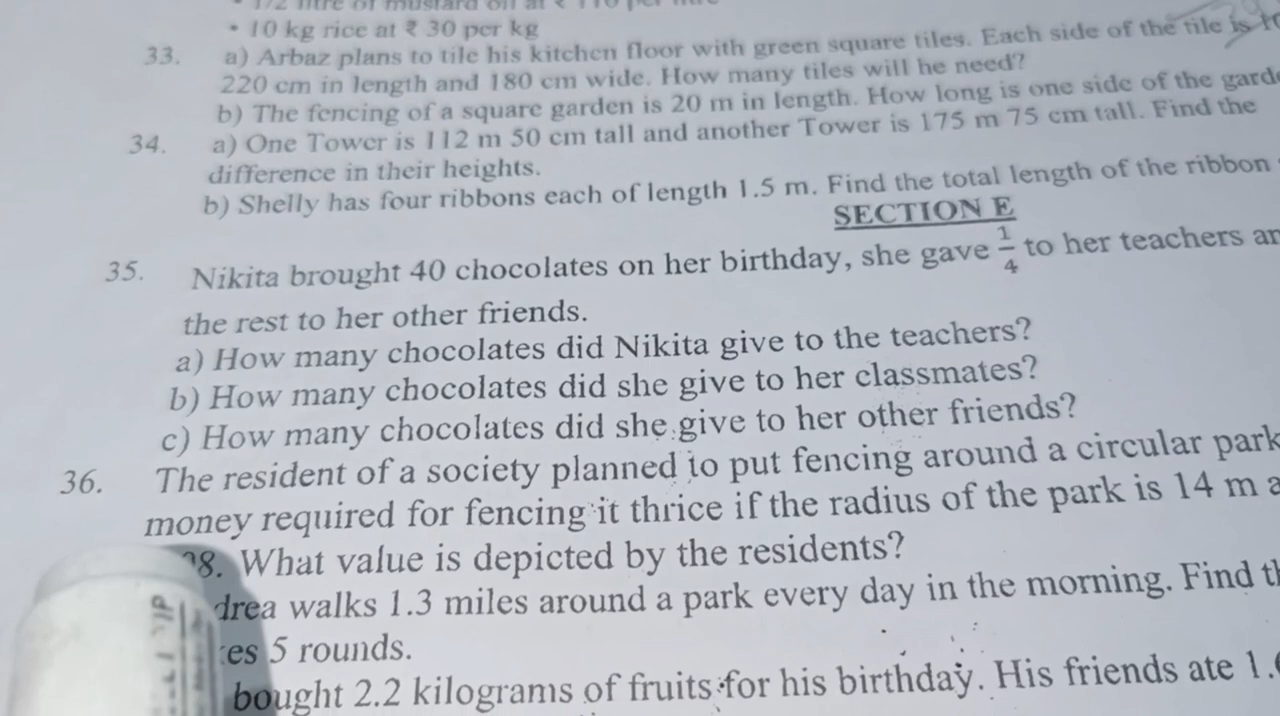 • 10 kg rice at ₹ 30 per kg
33. a) Arbaz plans to tile his kitchen floor with green square tiles. Each side of the tile is
220 cm in length and 180 cm wide. How many tiles will he need?
b) The fencing of a square garden is 20 m in length. How long is one side of the
34. a) One Tower is 112 m 50 cm tall and another Tower is 175 m 75 cm tall. Find the
difference in their heights.
b) Shelly has four ribbons each of length 1.5 m. Find the total length of the ribbon
SECTION E
35. Nikita brought 40 chocolates on her birthday, she gave 1/4 to her teachers
the rest to her other friends.
a) How many chocolates did Nikita give to the teachers?
b) How many chocolates did she give to her classmates?
c) How many chocolates did she give to her other friends?
36. The resident of a society planned to put fencing around a circular park
money required for fencing it thrice if the radius of the park is 14 m
8. What value is depicted by the residents?
drea walks 1.3 miles around a park every day in the morning. Find
es 5 rounds.
bought 2.2 kilograms of fruits for his birthday. His friends ate 1.